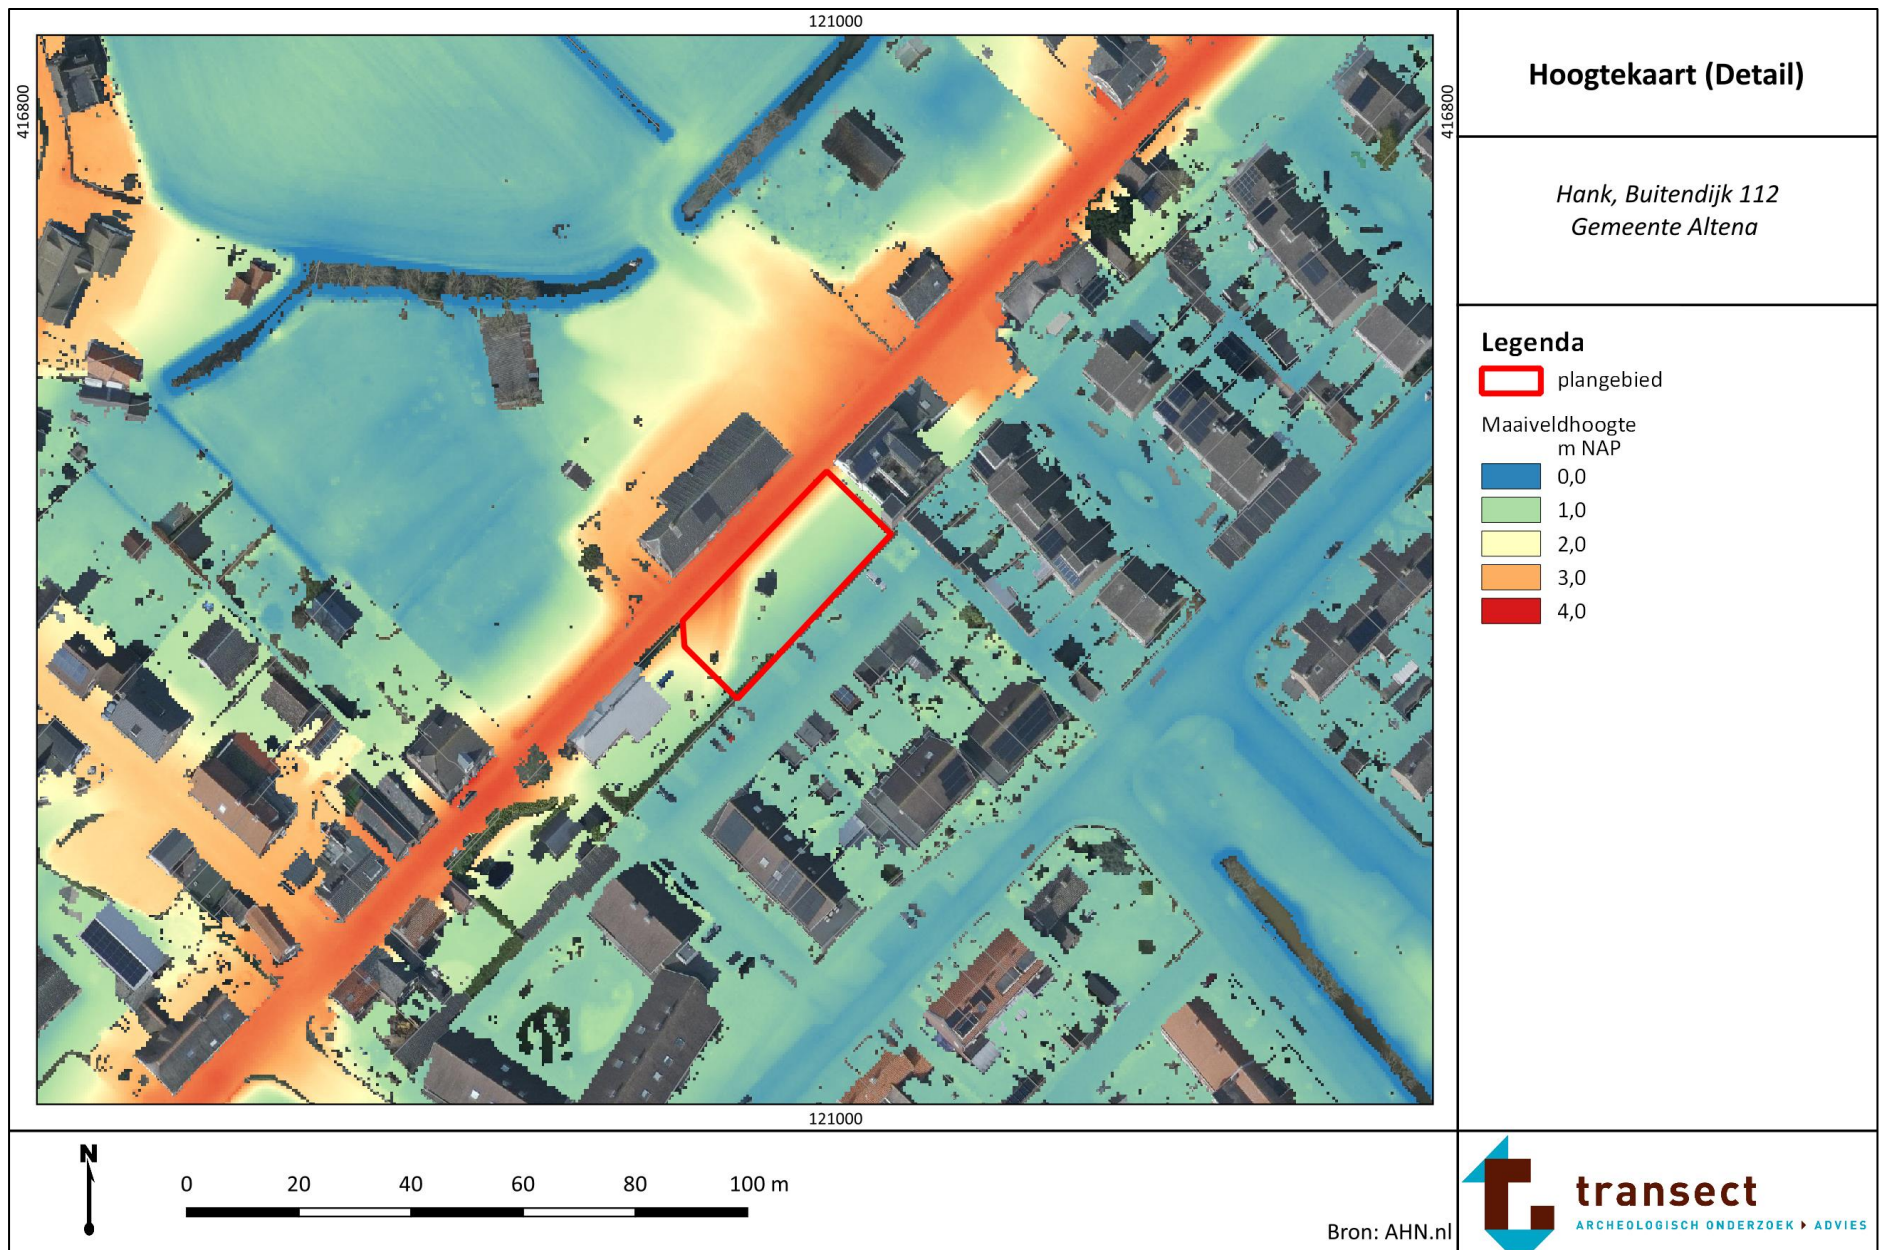 121000
416800
416800
Hoogtekaart (Detail)
Hank, Buitendijk 112
Gemeente Altena
Legenda
plangebied
Maaiveldhoogte
m NAP
0,0
1,0
2,0
3,0
4,0
121000
N
0 20 40 60 80 100 m
Bron: AHN.nl
transect
ARCHEOLOGISCH ONDERZOEK ADVIES